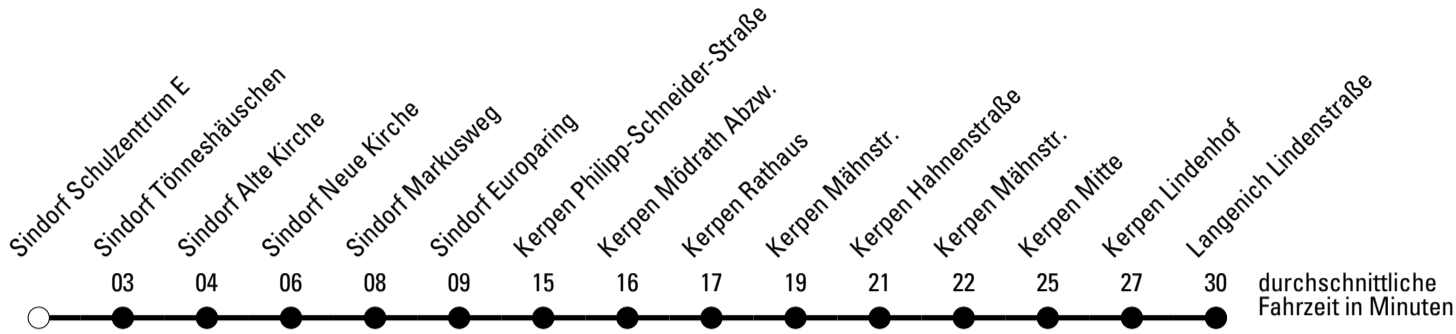 Sindorf Schulzentrum E
Sindorf Tönneshäuschen
Sindorf Alte Kirche
Sindorf Neue Kirche
Sindorf Markusweg
Sindorf Europaring
Kerpen Philipp-Schneider-Straße
Kerpen Mödrath Abzw.
Kerpen Rathaus
Kerpen Mähnstr.
Kerpen Hahnenstraße
Kerpen Mähnstr.
Kerpen Mitte
Kerpen Lindenhof
Langenich Lindenstraße
03 04 06 08 09 15 16 17 19 21 22 25 27 30
durchschnittliche
Fahrzeit in Minuten